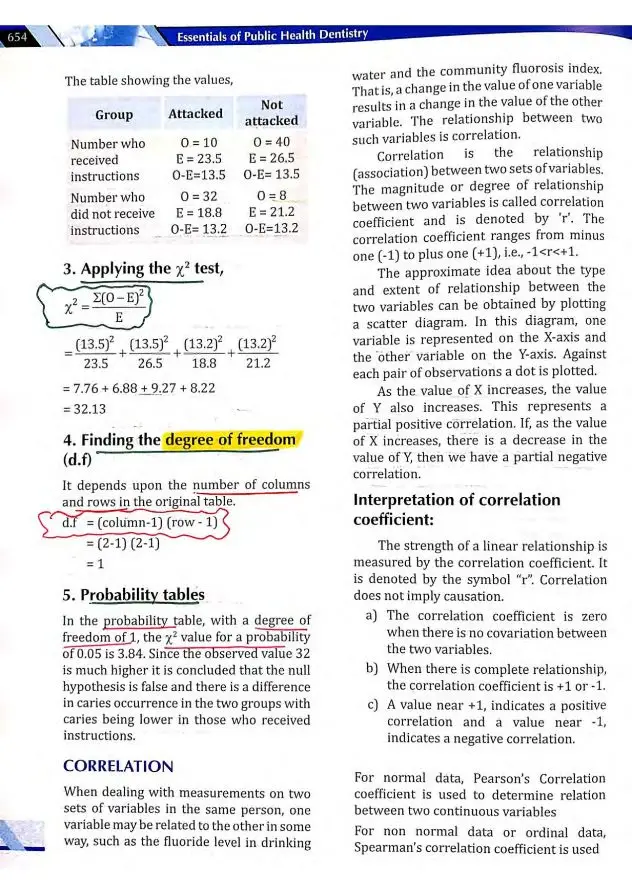 654
Essentials of Public Health Dentistry
The table showing the values,
Group Attacked Not attacked
Number who received instructions O = 10 E = 23.5 O-E=13.5 O = 40 E = 26.5 O-E= 13.5
Number who did not receive instructions O = 32 E = 18.8 O-E= 13.2 O = 8 E = 21.2 O-E=13.2
3. Applying the χ² test,
χ² = Σ(O – E)² / E
= (13.5)² / 23.5 + (13.5)² / 26.5 + (13.2)² / 18.8 + (13.2)² / 21.2
= 7.76 + 6.88 + 9.27 + 8.22
= 32.13
4. Finding the degree of freedom
(d.f)
It depends upon the number of columns
and rows in the original table.
d.f = (column-1) (row - 1)
= (2-1) (2-1)
= 1
5. Probability tables
In the probability table, with a degree of
freedom of 1, the χ² value for a probability
of 0.05 is 3.84. Since the observed value 32
is much higher it is concluded that the null
hypothesis is false and there is a difference
in caries occurrence in the two groups with
caries being lower in those who received
instructions.
CORRELATION
When dealing with measurements on two
sets of variables in the same person, one
variable may be related to the other in some
way, such as the fluoride level in drinking
water and the community fluorosis index.
That is, a change in the value of one variable
results in a change in the value of the other
variable. The relationship between two
such variables is correlation.
Correlation is the relationship
(association) between two sets of variables.
The magnitude or degree of relationship
between two variables is called correlation
coefficient and is denoted by 'r'. The
correlation coefficient ranges from minus
one (-1) to plus one (+1), i.e., -1<r<+1.
The approximate idea about the type
and extent of relationship between the
two variables can be obtained by plotting
a scatter diagram. In this diagram, one
variable is represented on the X-axis and
the other variable on the Y-axis. Against
each pair of observations a dot is plotted.
As the value of X increases, the value
of Y also increases. This represents a
partial positive correlation. If, as the value
of X increases, there is a decrease in the
value of Y, then we have a partial negative
correlation.
Interpretation of correlation
coefficient:
The strength of a linear relationship is
measured by the correlation coefficient. It
is denoted by the symbol "r". Correlation
does not imply causation.
a) The correlation coefficient is zero
when there is no covariation between
the two variables.
b) When there is complete relationship,
the correlation coefficient is +1 or -1.
c) A value near +1, indicates a positive
correlation and a value near -1,
indicates a negative correlation.
For normal data, Pearson's Correlation
coefficient is used to determine relation
between two continuous variables
For non normal data or ordinal data,
Spearman's correlation coefficient is used